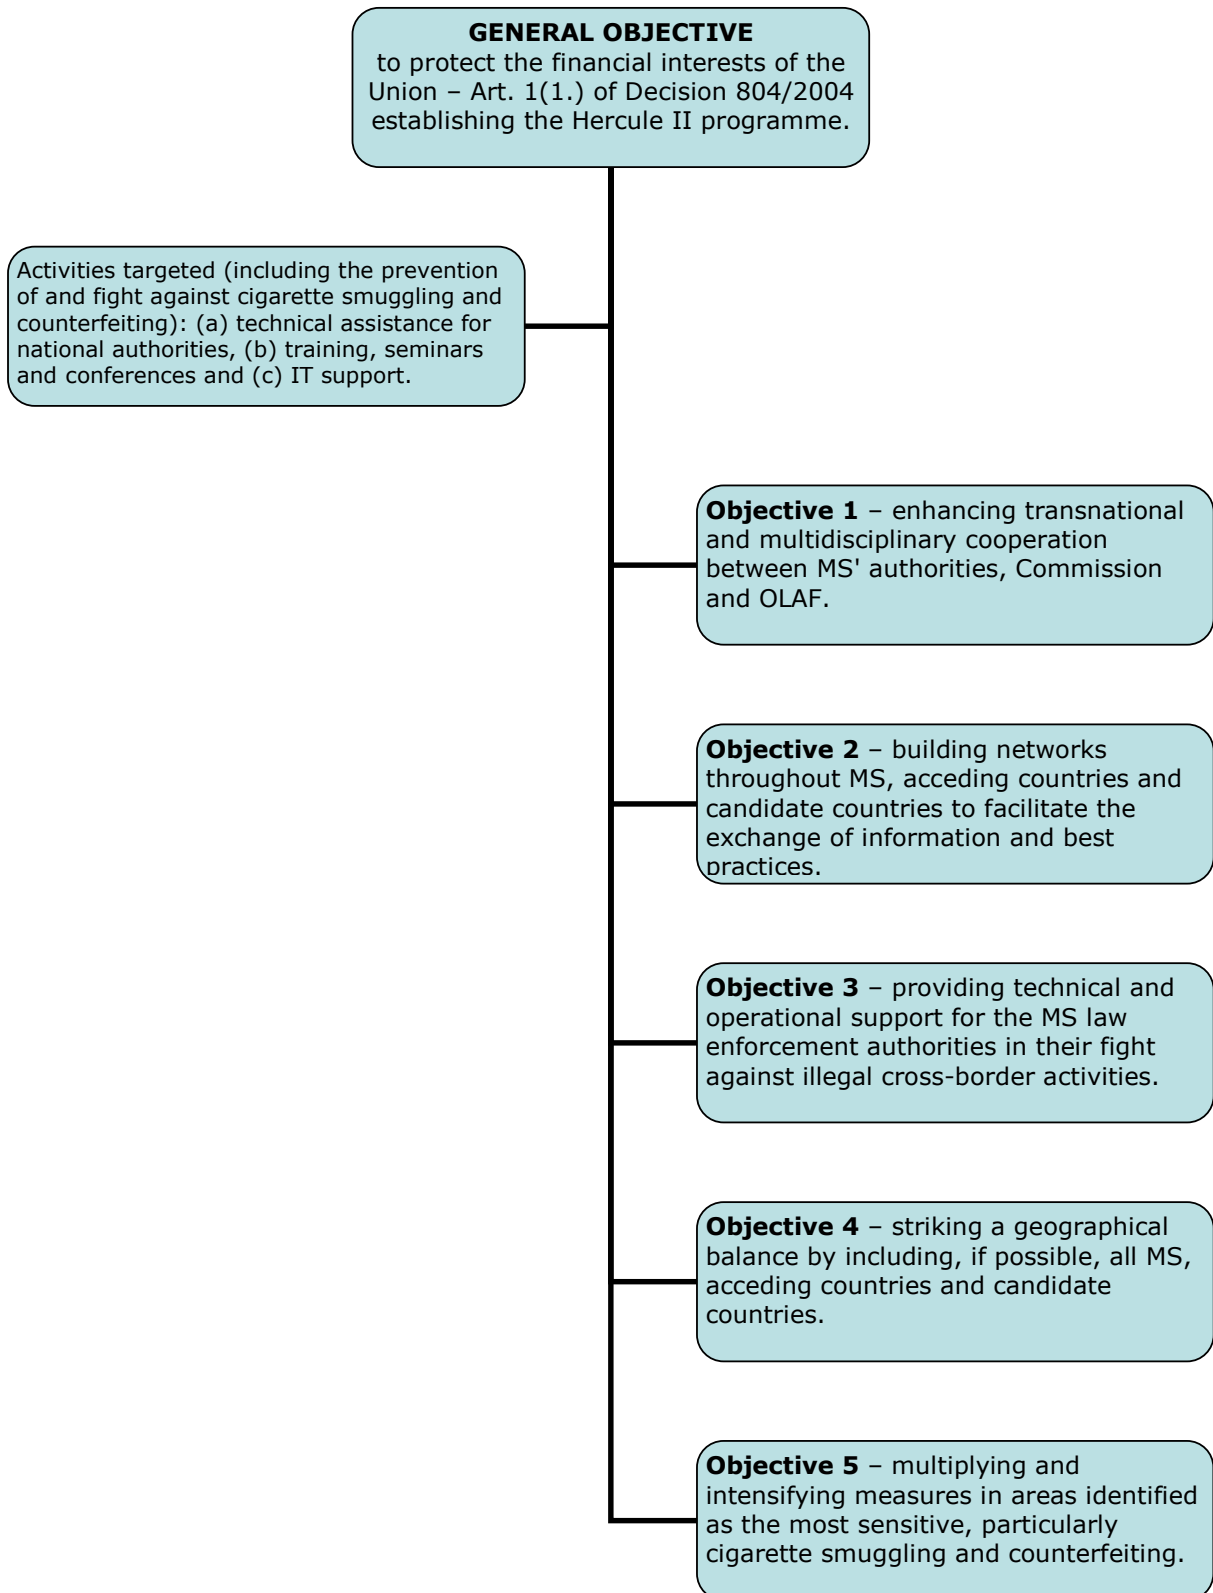 GENERAL OBJECTIVE
to protect the financial interests of the
Union – Art. 1(1.) of Decision 804/2004
establishing the Hercule II programme.
Activities targeted (including the prevention
of and fight against cigarette smuggling and
counterfeiting): (a) technical assistance for
national authorities, (b) training, seminars
and conferences and (c) IT support.
Objective 1 – enhancing transnational
and multidisciplinary cooperation
between MS' authorities, Commission
and OLAF.
Objective 2 – building networks
throughout MS, acceding countries and
candidate countries to facilitate the
exchange of information and best
practices.
Objective 3 – providing technical and
operational support for the MS law
enforcement authorities in their fight
against illegal cross-border activities.
Objective 4 – striking a geographical
balance by including, if possible, all MS,
acceding countries and candidate
countries.
Objective 5 – multiplying and
intensifying measures in areas identified
as the most sensitive, particularly
cigarette smuggling and counterfeiting.